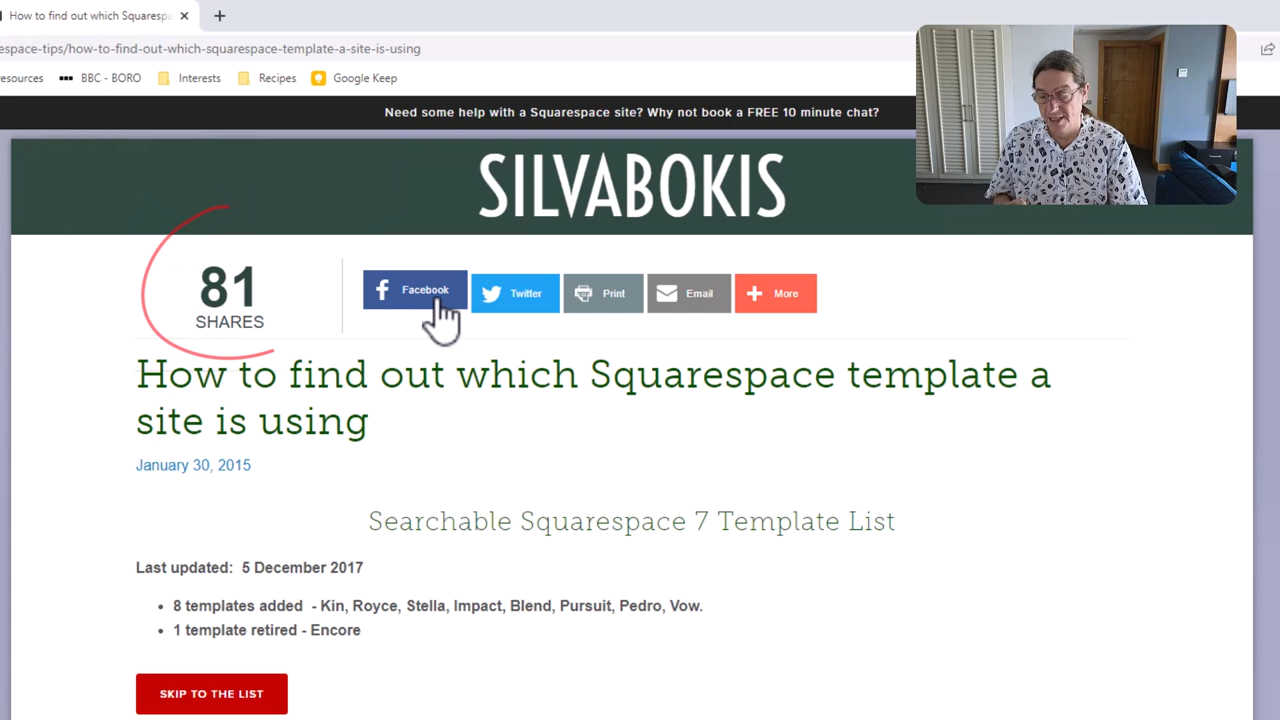 How to find out which Squarespa
espace-tips/how-to-find-out-which-squarespace-template-a-site-is-using
esources BBC - BORO Interests Recipes Google Keep
Need some help with a Squarespace site? Why not book a FREE 10 minute chat?
SILVABOKIS
81
SHARES
Facebook Twitter Print Email More
How to find out which Squarespace template a
site is using
January 30, 2015
Searchable Squarespace 7 Template List
Last updated: 5 December 2017
• 8 templates added - Kin, Royce, Stella, Impact, Blend, Pursuit, Pedro, Vow.
• 1 template retired - Encore
SKIP TO THE LIST